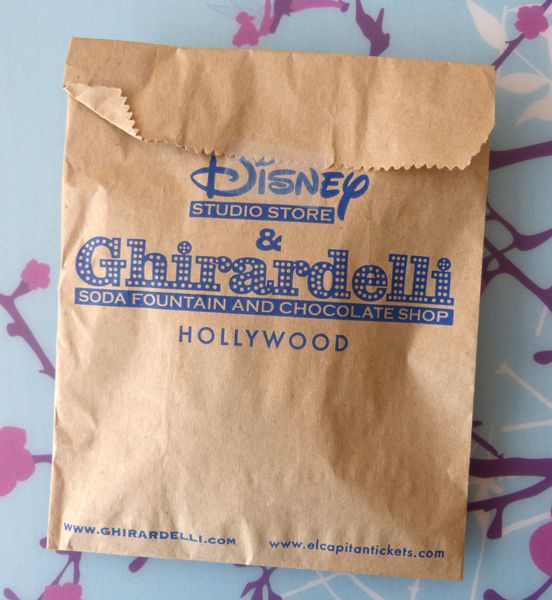 Disney
STUDIO STORE
&
Ghirardelli
SODA FOUNTAIN AND CHOCOLATE SHOP
HOLLYWOOD
WWW.GHIRARDELLI.COM www.elcapitantickets.com